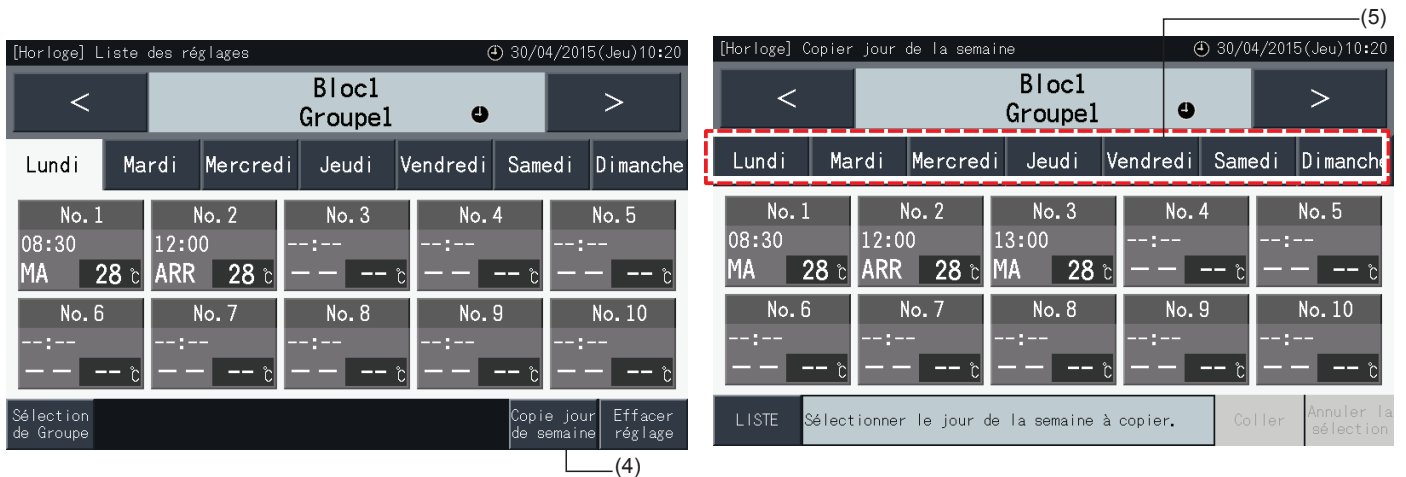 (5)
[Horloge] Liste des réglages 30/04/2015(Jeu)10:20
< Bloc1 >
Groupe1
Lundi Mardi Mercredi Jeudi Vendredi Samedi Dimanche
No.1 No.2 No.3 No.4 No.5
08:30 12:00 --:-- --:-- --:--
MA 28 ℃ ARR 28 ℃ — — -- ℃ — — -- ℃ — — -- ℃
No.6 No.7 No.8 No.9 No.10
--:-- --:-- --:-- --:-- --:--
— — -- ℃ — — -- ℃ — — -- ℃ — — -- ℃ — — -- ℃
Sélection Copie jour Effacer
de Groupe de semaine réglage
(4)
[Horloge] Copier jour de la semaine 30/04/2015(Jeu)10:20
< Bloc1 >
Groupe1
Lundi Mardi Mercredi Jeudi Vendredi Samedi Dimanche
No.1 No.2 No.3 No.4 No.5
08:30 12:00 13:00 --:-- --:--
MA 28 ℃ ARR 28 ℃ MA 28 ℃ — — -- ℃ — — -- ℃
No.6 No.7 No.8 No.9 No.10
--:-- --:-- --:-- --:-- --:--
— — -- ℃ — — -- ℃ — — -- ℃ — — -- ℃ — — -- ℃
LISTE Sélectionner le jour de la semaine à copier. Coller Annuler la
sélection